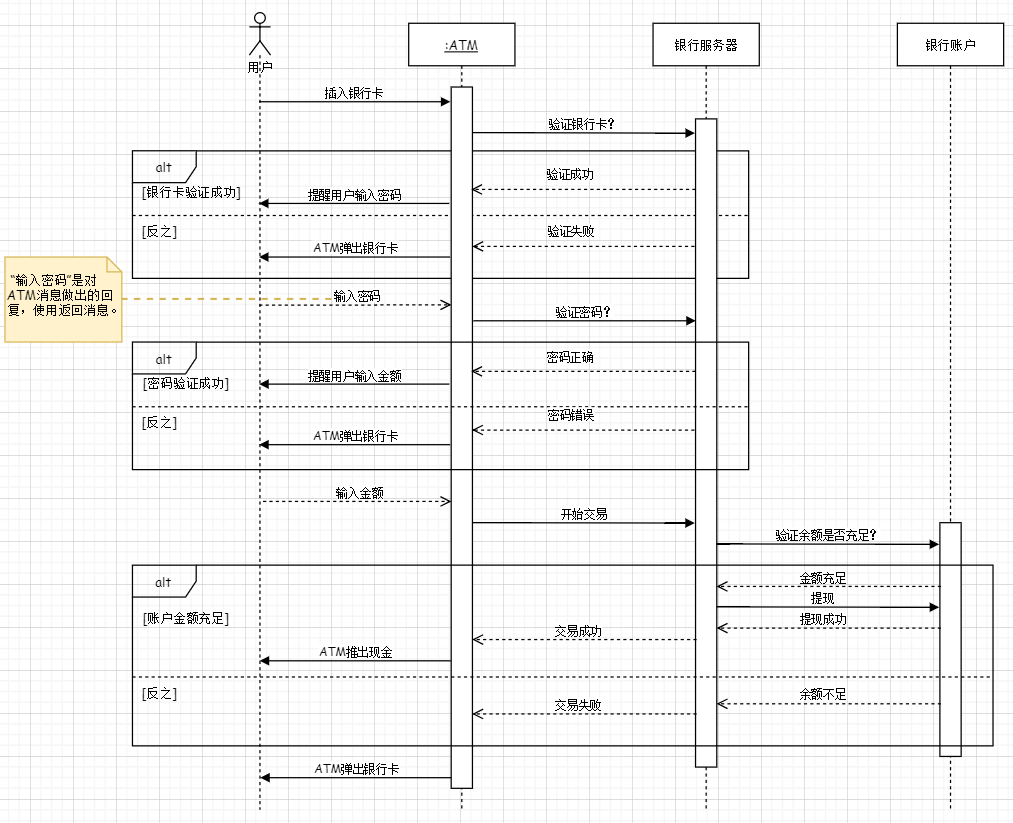 用户
:ATM
银行服务器
银行账户
插入银行卡
验证银行卡？
alt
验证成功
[银行卡验证成功]
提醒用户输入密码
[反之]
验证失败
ATM弹出银行卡
“输入密码”是对
ATM消息做出的回
复，使用返回消息。
输入密码
验证密码？
alt
密码正确
提醒用户输入金额
[密码验证成功]
密码错误
[反之]
ATM弹出银行卡
输入金额
开始交易
验证余额是否充足？
alt
金额充足
提现
[账户金额充足]
提现成功
交易成功
ATM推出现金
[反之]
余额不足
交易失败
ATM弹出银行卡